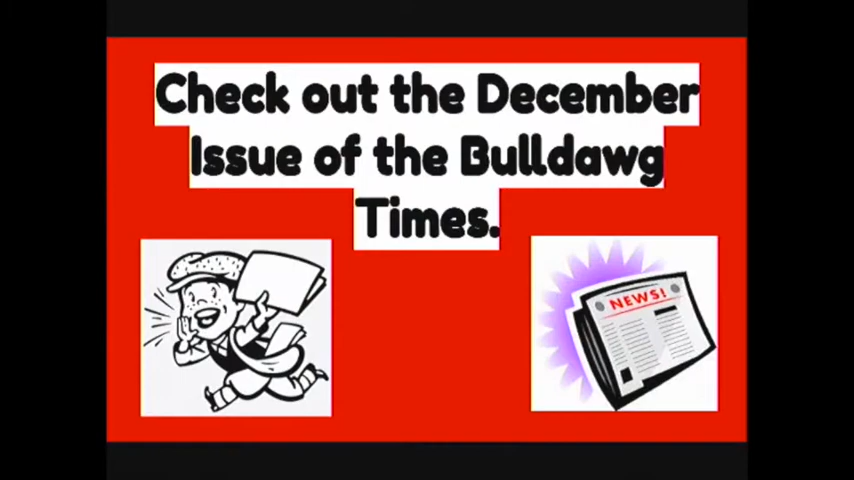 Check out the December
Issue of the Bulldawg
Times.
NEWS!